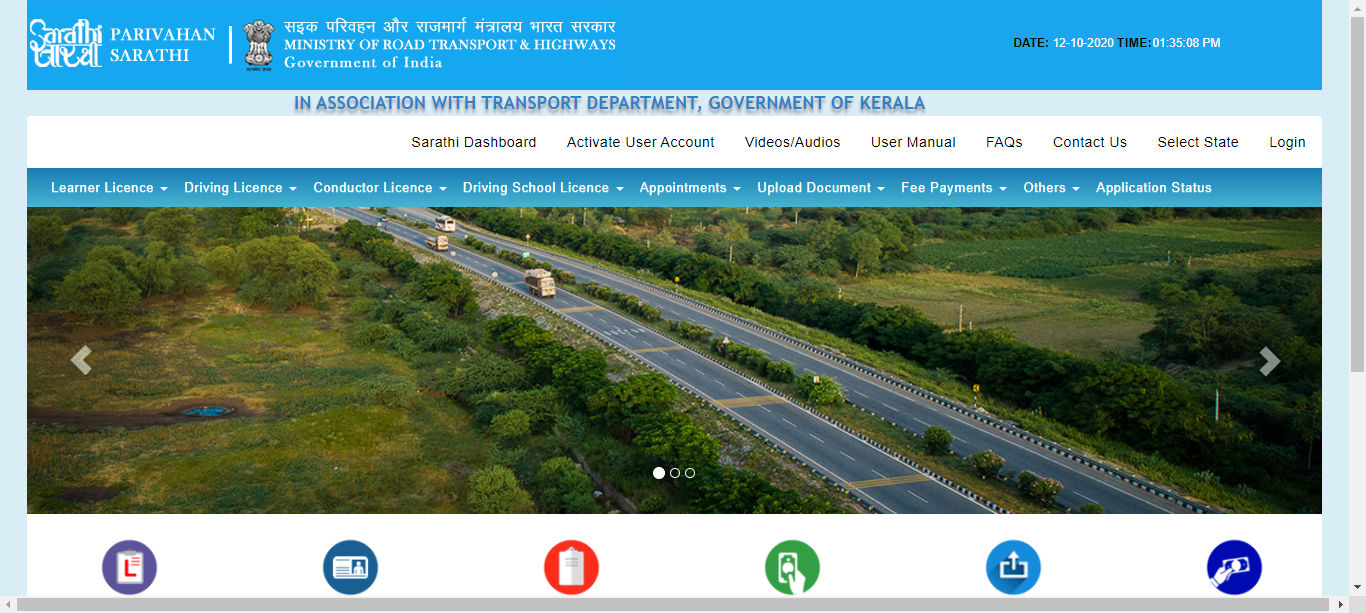 Sarathi
सारथी
PARIVAHAN
SARATHI
सड़क परिवहन और राजमार्ग मंत्रालय भारत सरकार
MINISTRY OF ROAD TRANSPORT & HIGHWAYS
Government of India
DATE: 12-10-2020 TIME:01:35:08 PM
IN ASSOCIATION WITH TRANSPORT DEPARTMENT, GOVERNMENT OF KERALA
Sarathi Dashboard Activate User Account Videos/Audios User Manual FAQs Contact Us Select State Login
Learner Licence Driving Licence Conductor Licence Driving School Licence Appointments Upload Document Fee Payments Others Application Status
L